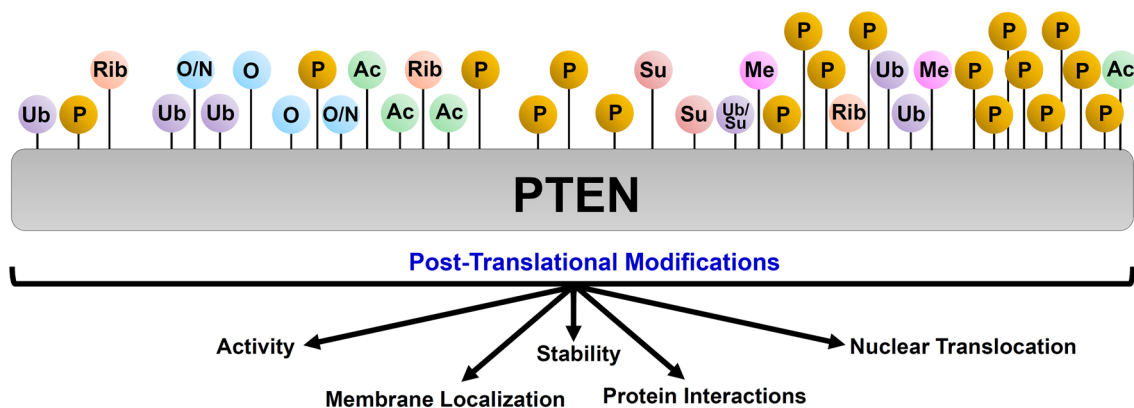 P P P P
Rib O/N O P Ac Rib P P Su Me P Ub Me P P P Ac
Ub P Ub Ub O O/N Ac Ac P P Su Ub/ P Rib Ub P P P
Su
PTEN
Post-Translational Modifications
Activity
Stability
Nuclear Translocation
Membrane Localization
Protein Interactions